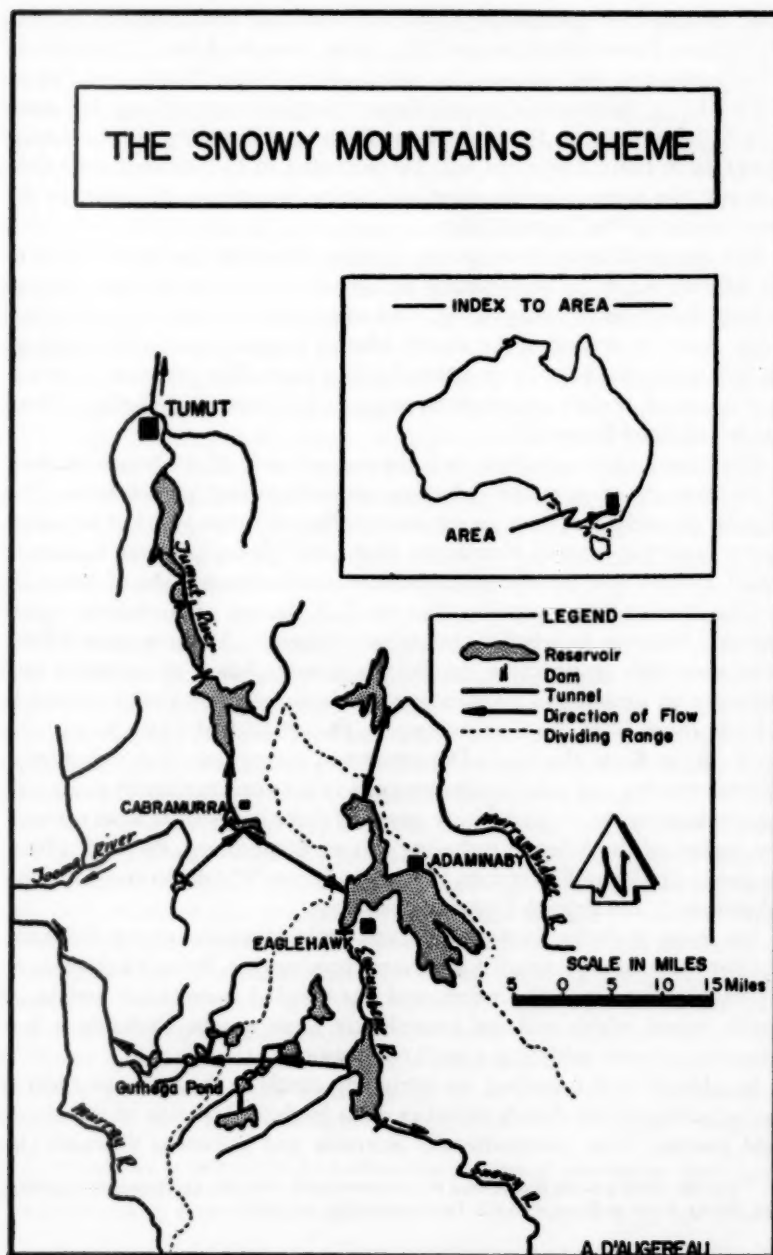 THE SNOWY MOUNTAINS SCHEME
INDEX TO AREA
AREA
TUMUT
Tumut River
LEGEND
Reservoir
Dam
Tunnel
Direction of Flow
Dividing Range
CABRAMURRA
Murrumbidgee R.
River
ADAMINABY
EAGLEHAWK
Eucumbene R.
N
SCALE IN MILES
5 0 5 10 15 Miles
Guthega Pond
Murray R.
Snowy R.
A. D'AUGEREAU